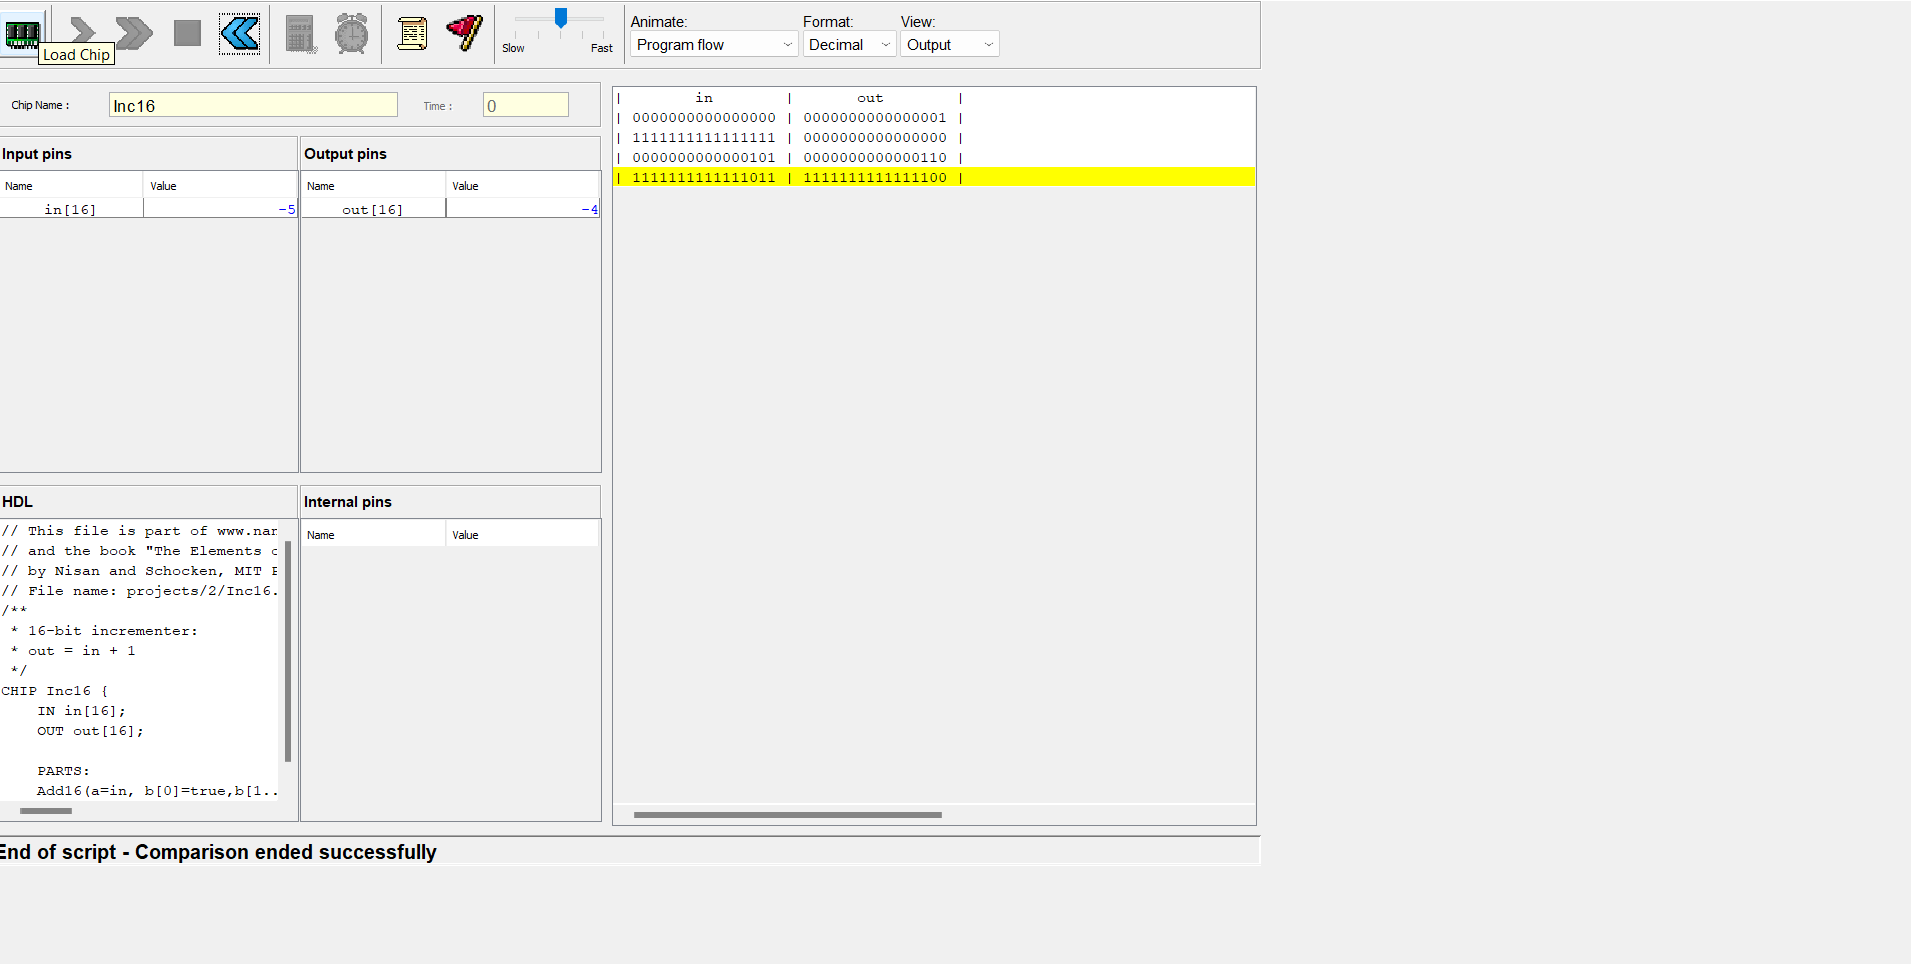 Load Chip
Slow
Fast
Animate:
Program flow
Format:
Decimal
View:
Output
Chip Name :
Inc16
Time :
0
Input pins
Name
Value
in[16]
-5
Output pins
Name
Value
out[16]
-4
HDL
// This file is part of www.nan
// and the book "The Elements o
// by Nisan and Schocken, MIT P
// File name: projects/2/Inc16.
/**
* 16-bit incrementer:
* out = in + 1
*/
CHIP Inc16 {
IN in[16];
OUT out[16];
PARTS:
Add16(a=in, b[0]=true,b[1..
Internal pins
Name
Value
| in | out |
| 0000000000000000 | 0000000000000001 |
| 1111111111111111 | 0000000000000000 |
| 0000000000000101 | 0000000000000110 |
| 1111111111111011 | 1111111111111100 |
End of script - Comparison ended successfully